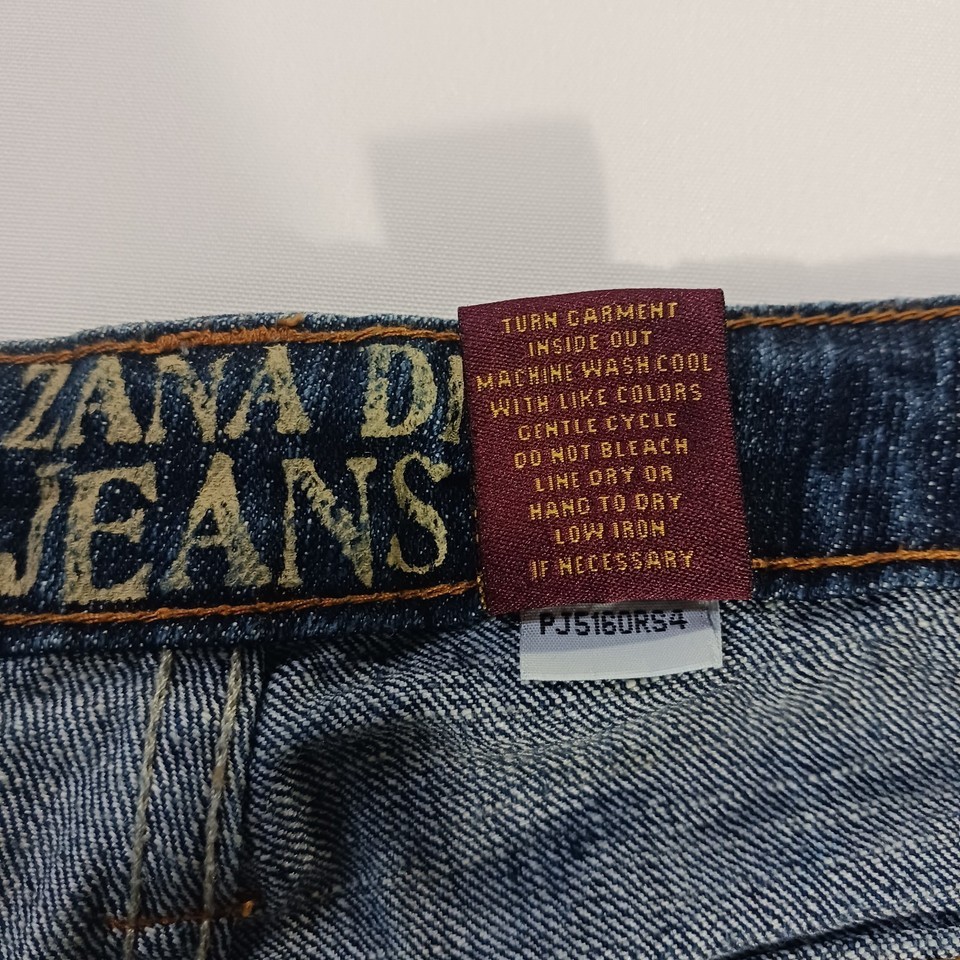 ZANA D
JEANS
TURN GARMENT
INSIDE OUT
MACHINE WASH COOL
WITH LIKE COLORS
GENTLE CYCLE
DO NOT BLEACH
LINE DRY OR
HANG TO DRY
LOW IRON
IF NECESSARY
PJ5160RS4